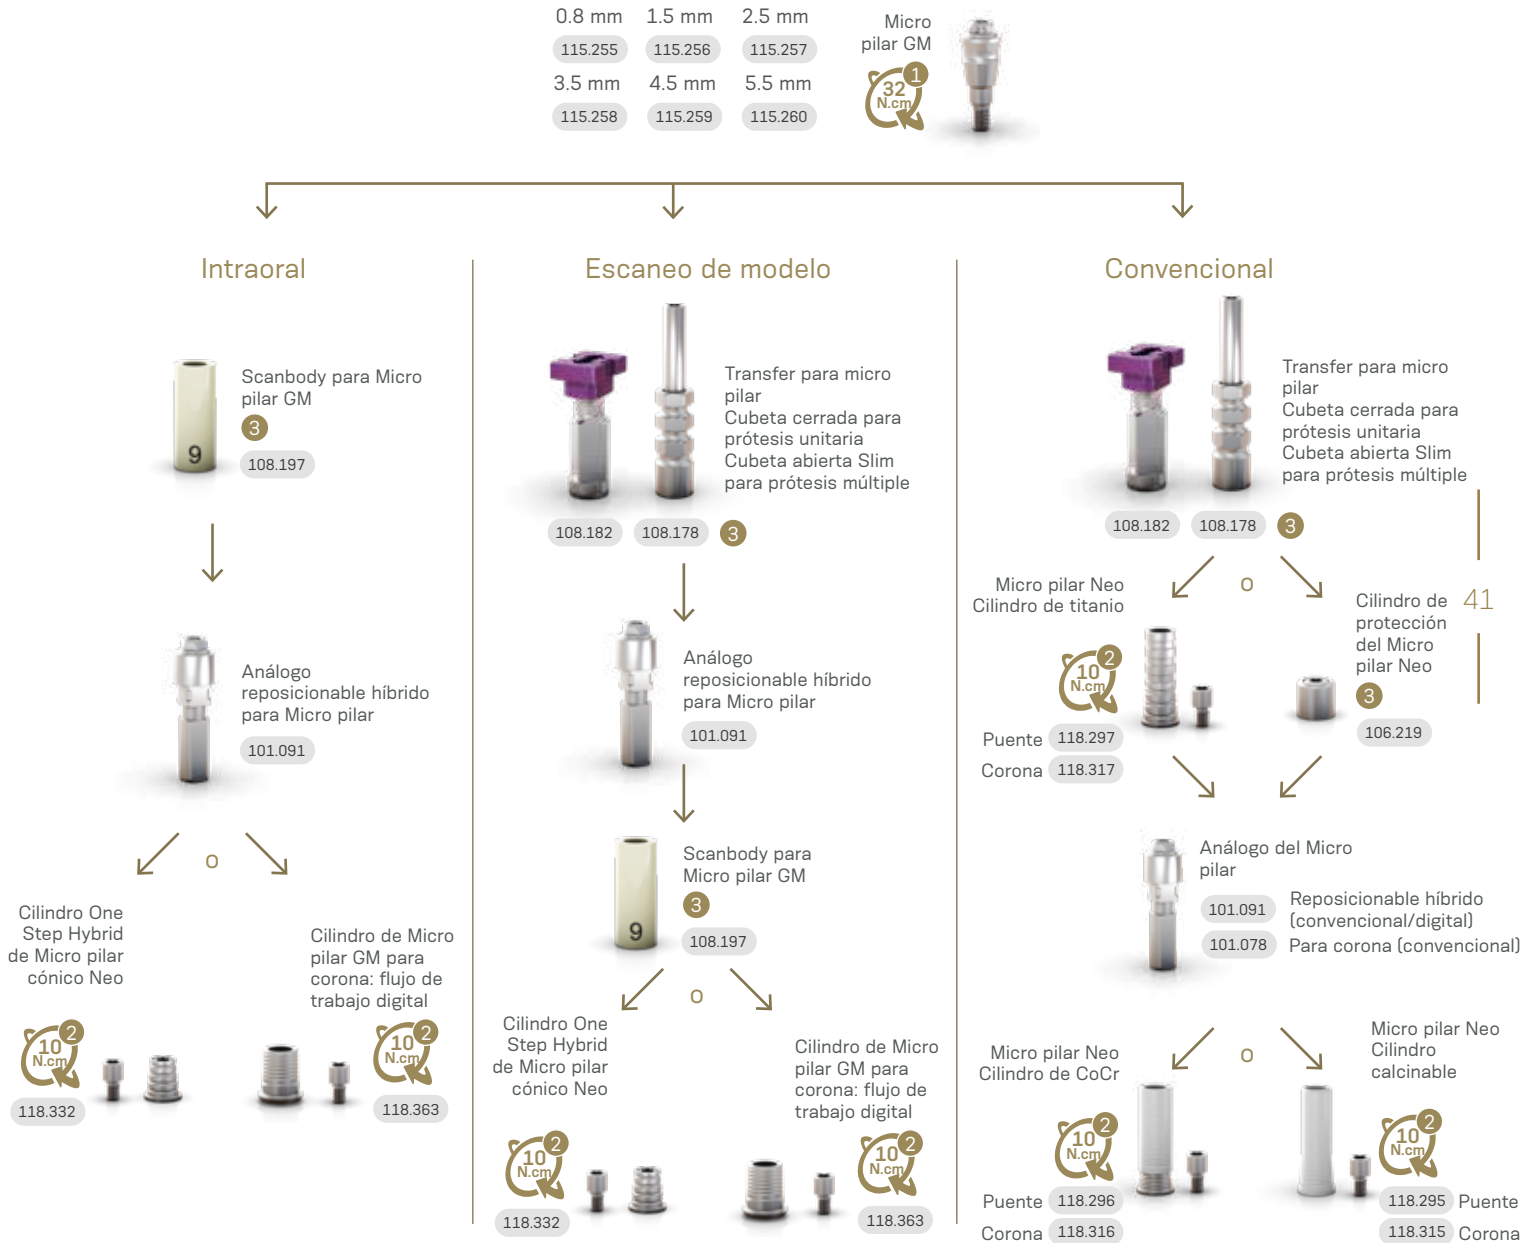 0.8 mm 1.5 mm 2.5 mm
115.255 115.256 115.257
3.5 mm 4.5 mm 5.5 mm
115.258 115.259 115.260
Micro
pilar GM
1
32
N.cm
Intraoral
Scanbody para Micro
pilar GM
3
108.197
9
Análogo
reposicionable híbrido
para Micro pilar
101.091
o
Cilindro One
Step Hybrid
de Micro pilar
cónico Neo
2
10
N.cm
118.332
Cilindro de Micro
pilar GM para
corona: flujo de
trabajo digital
2
10
N.cm
118.363
Escaneo de modelo
Transfer para micro
pilar
Cubeta cerrada para
prótesis unitaria
Cubeta abierta Slim
para prótesis múltiple
108.182 108.178 3
Análogo
reposicionable híbrido
para Micro pilar
101.091
Scanbody para
Micro pilar GM
3
108.197
9
o
Cilindro One
Step Hybrid
de Micro pilar
cónico Neo
2
10
N.cm
118.332
Cilindro de Micro
pilar GM para
corona: flujo de
trabajo digital
2
10
N.cm
118.363
Convencional
Transfer para micro
pilar
Cubeta cerrada para
prótesis unitaria
Cubeta abierta Slim
para prótesis múltiple
108.182 108.178 3
o
Micro pilar Neo
Cilindro de titanio
2
10
N.cm
Puente 118.297
Corona 118.317
Cilindro de
protección
del Micro
pilar Neo
3
106.219
41
Análogo del Micro
pilar
101.091 Reposicionable híbrido
(convencional/digital)
101.078 Para corona (convencional)
o
Micro pilar Neo
Cilindro de CoCr
2
10
N.cm
Puente 118.296
Corona 118.316
Micro pilar Neo
Cilindro
calcinable
2
10
N.cm
118.295 Puente
118.315 Corona